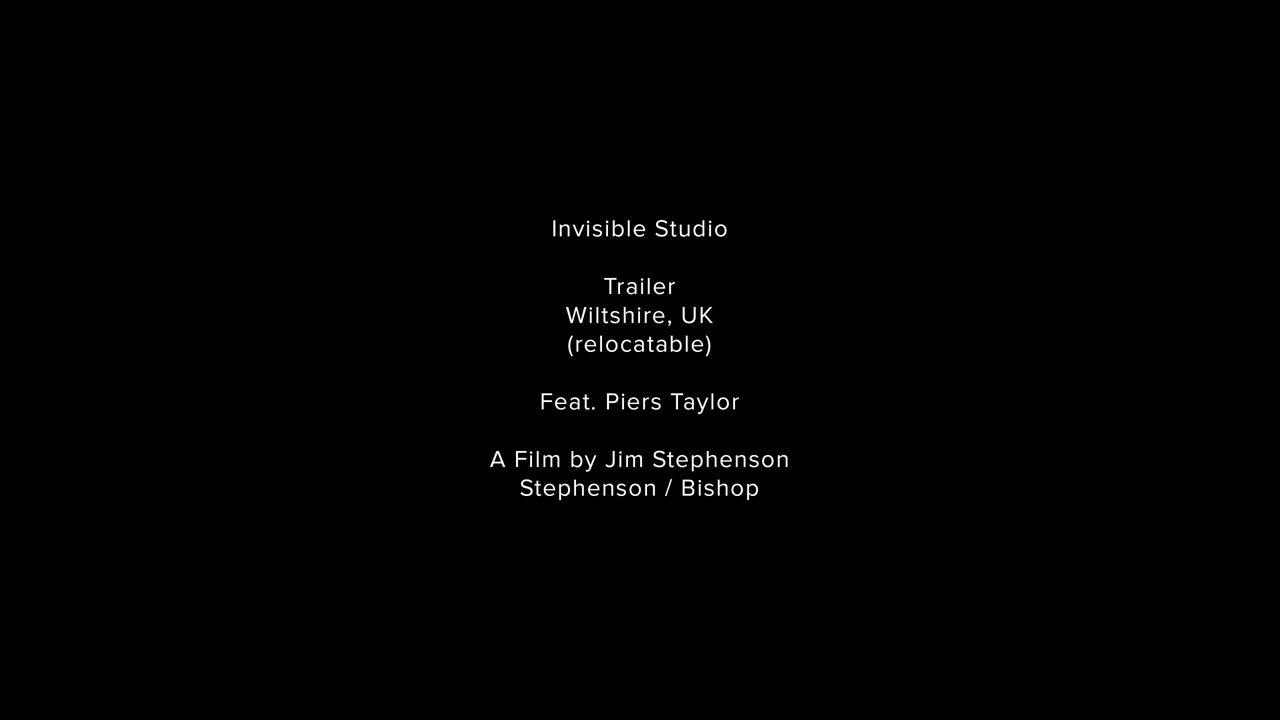 Invisible Studio
Trailer
Wiltshire, UK
(relocatable)
Feat. Piers Taylor
A Film by Jim Stephenson
Stephenson / Bishop